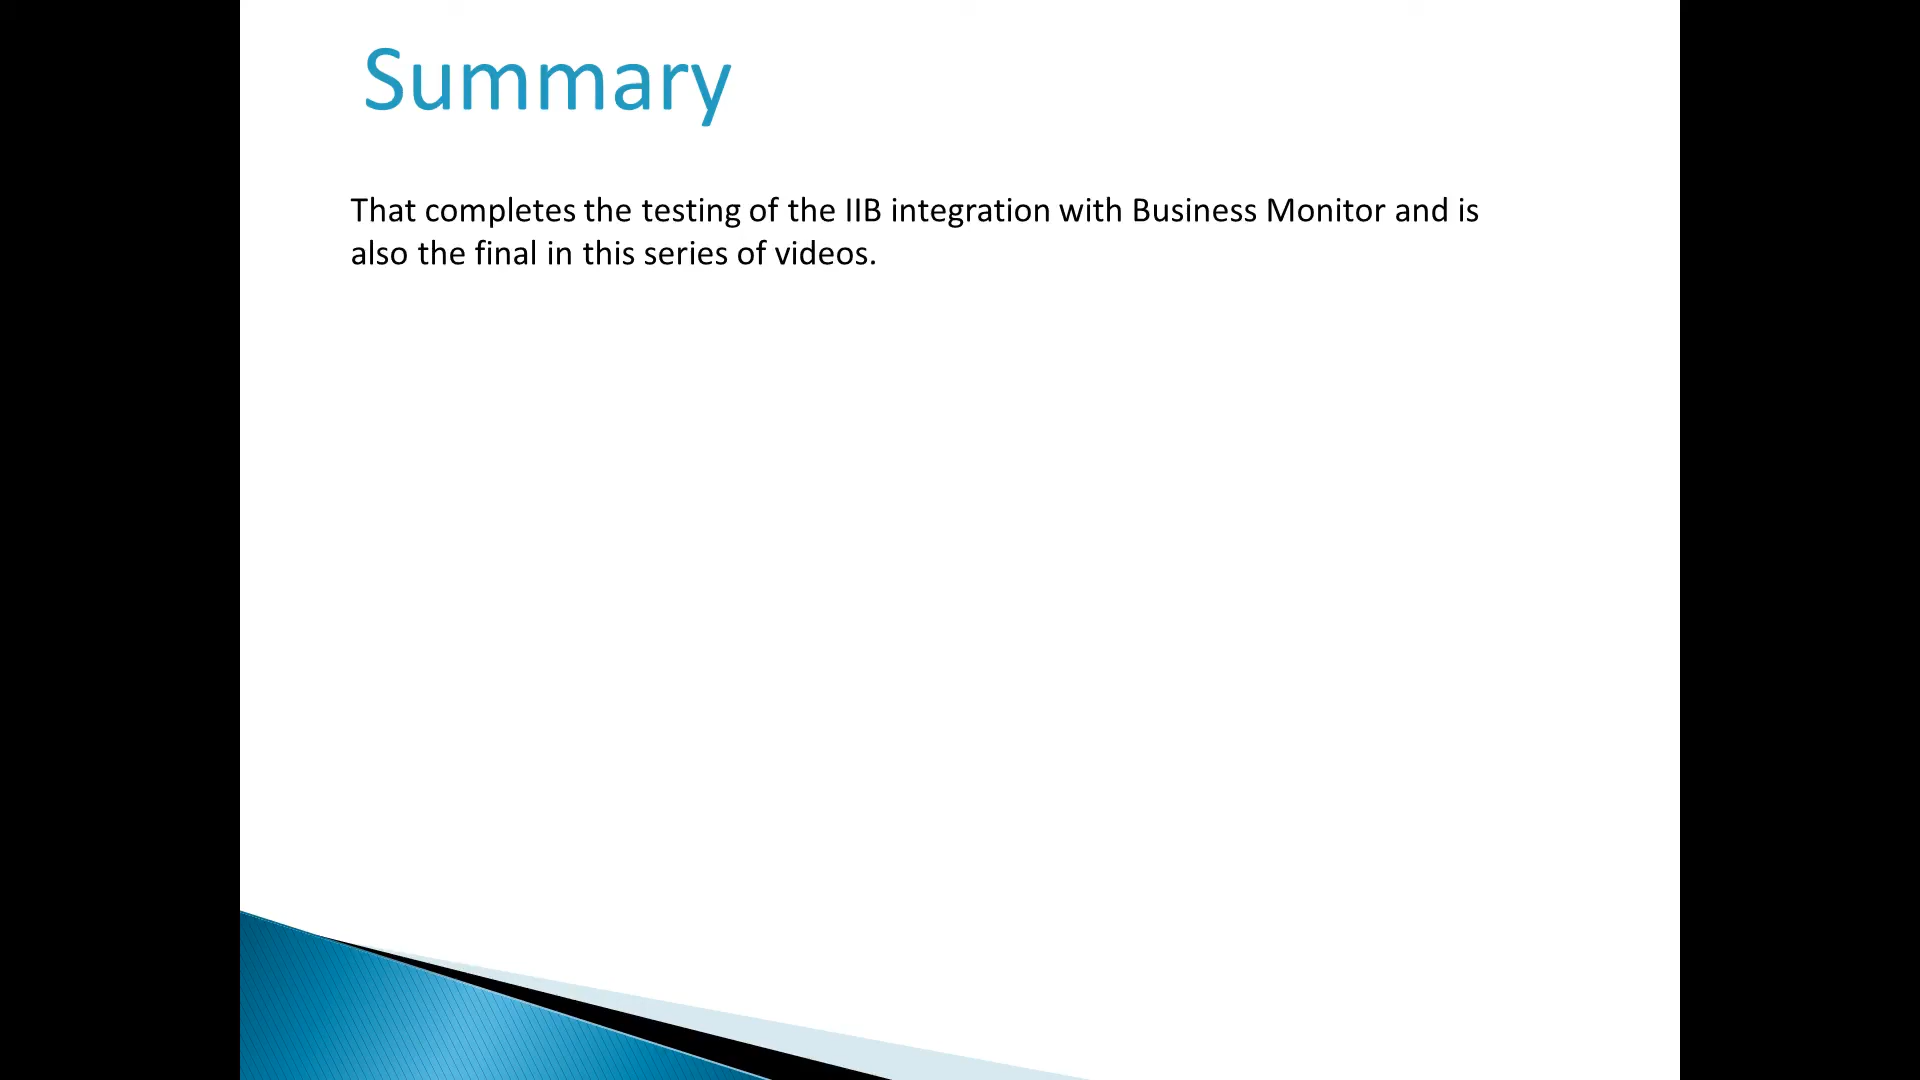 Summary
That completes the testing of the IIB integration with Business Monitor and is
also the final in this series of videos.